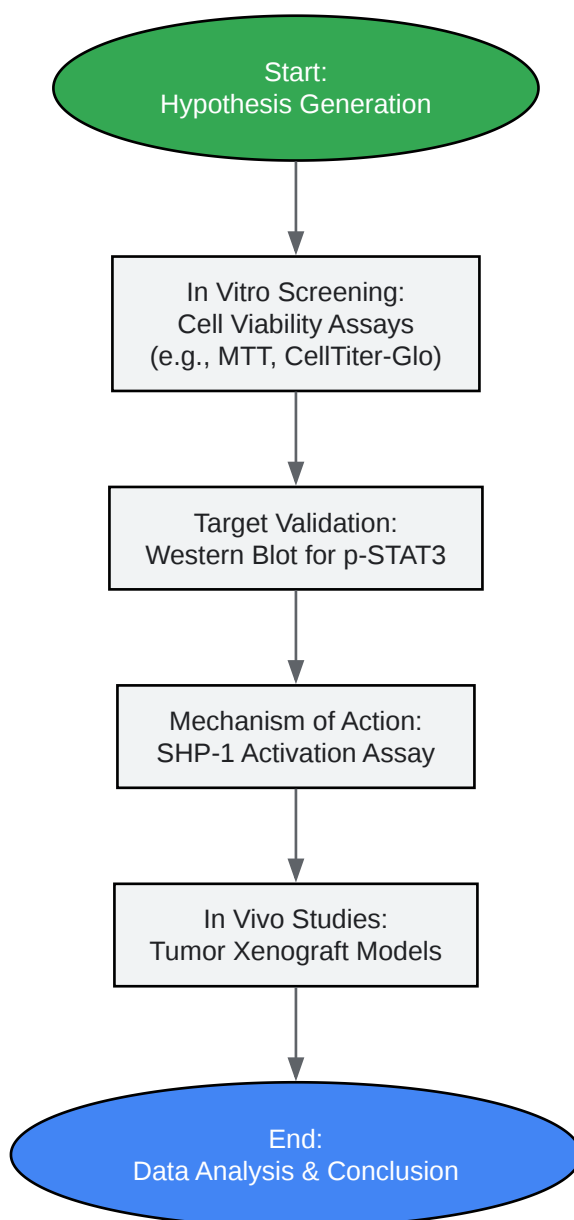 Start:
Hypothesis Generation
In Vitro Screening:
Cell Viability Assays
(e.g., MTT, CellTiter-Glo)
Target Validation:
Western Blot for p-STAT3
Mechanism of Action:
SHP-1 Activation Assay
In Vivo Studies:
Tumor Xenograft Models
End:
Data Analysis & Conclusion